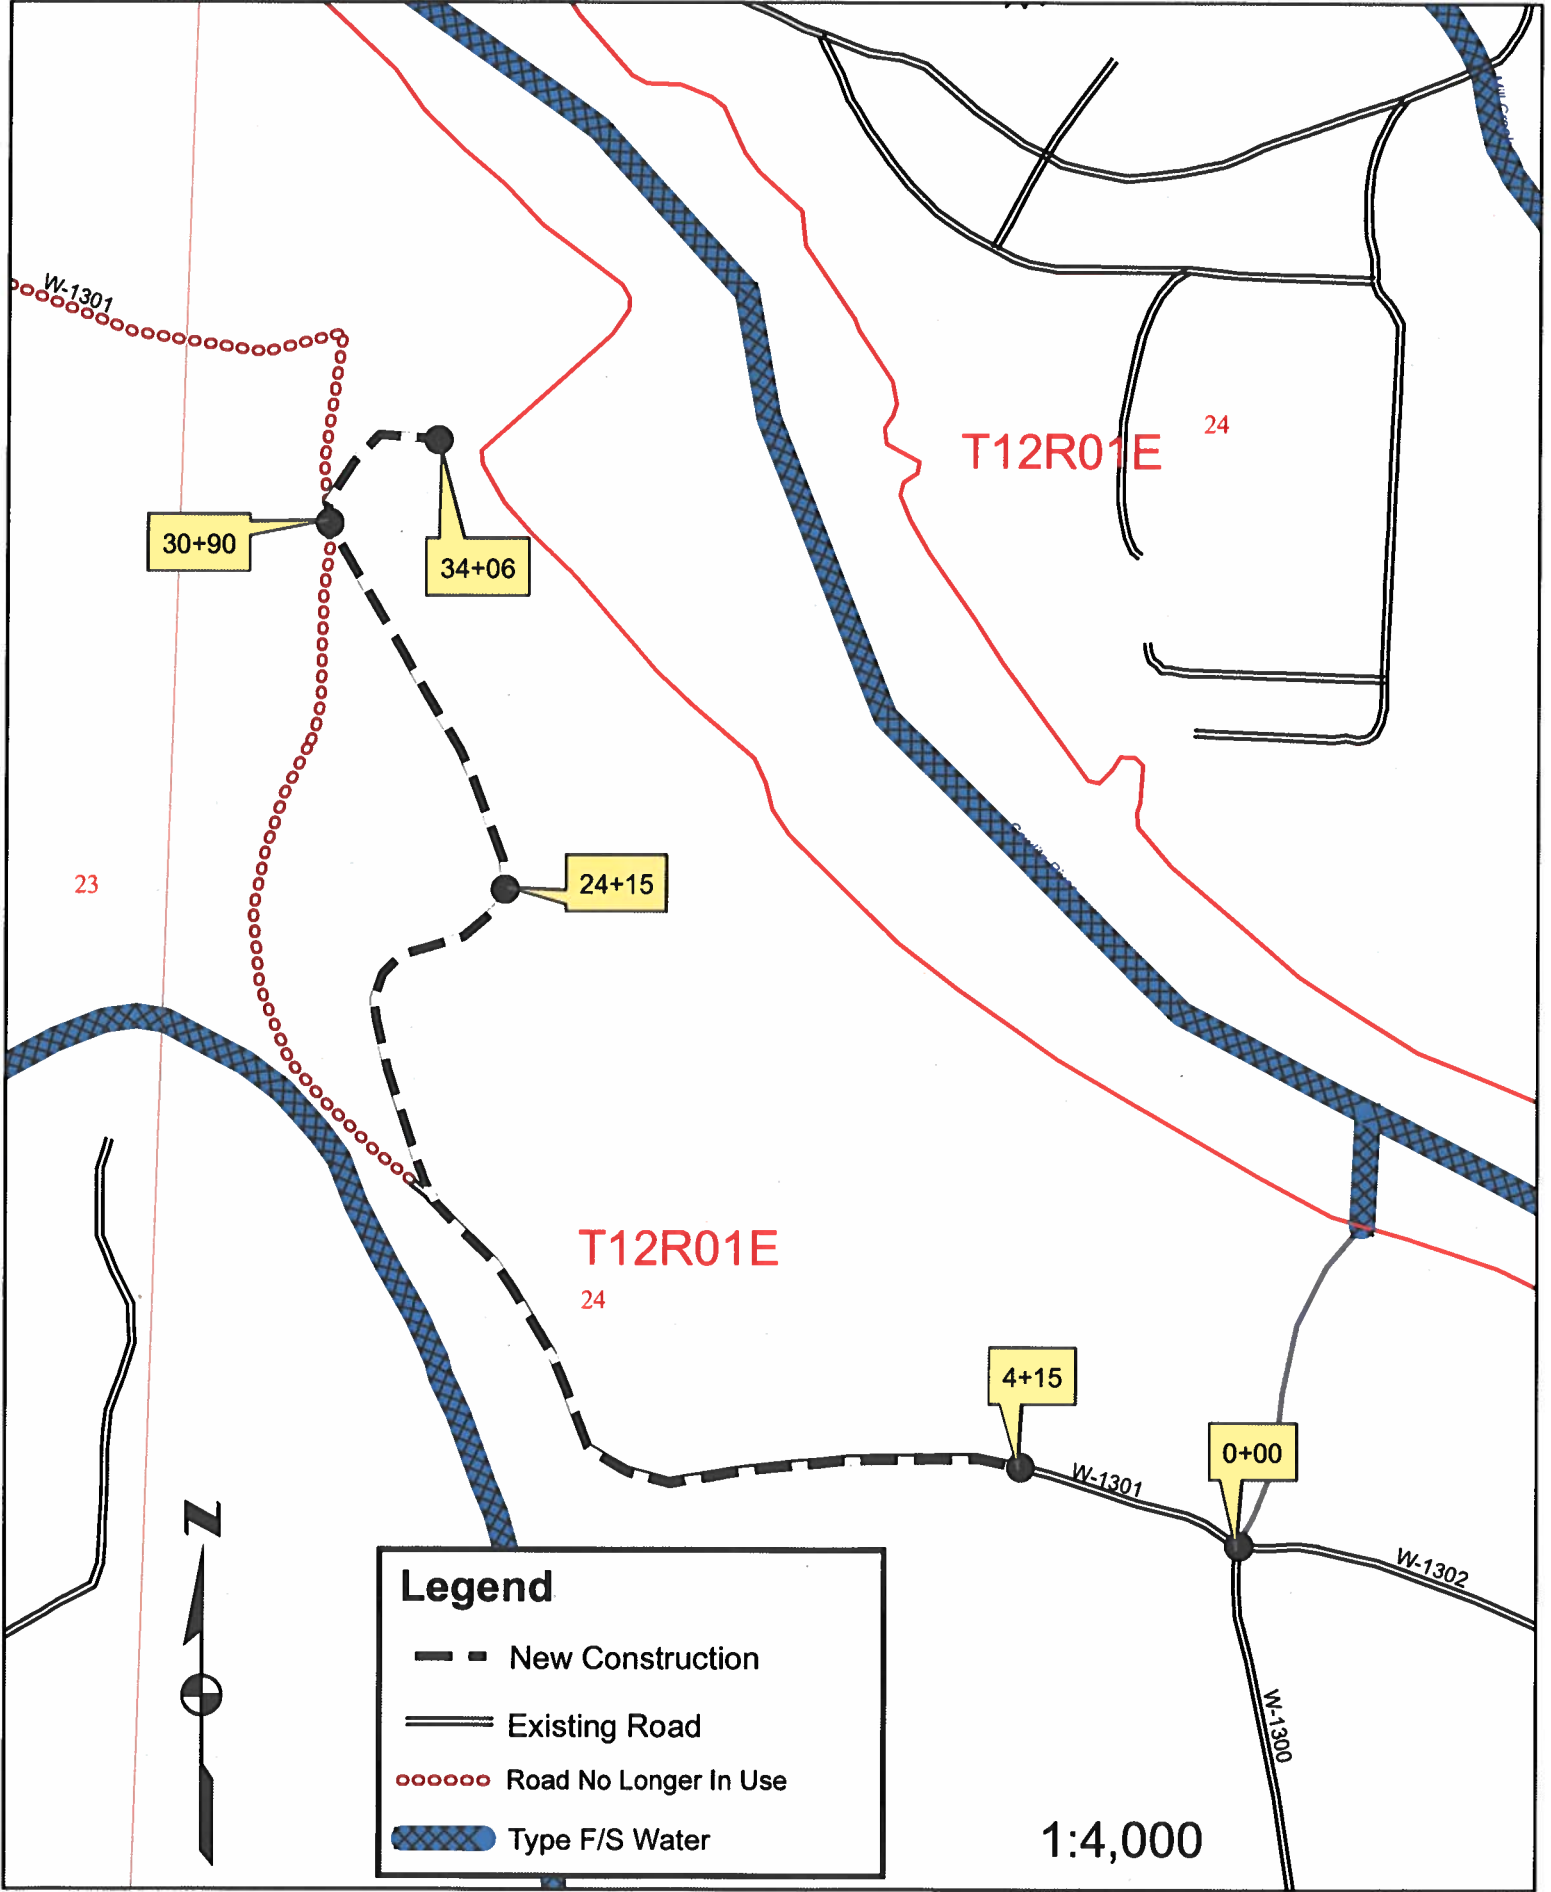 W-1301
T12R01E
24
30+90
34+06
24+15
23
T12R01E
24
4+15
0+00
W-1301
W-1302
W-1300
N
Legend
New Construction
Existing Road
Road No Longer In Use
Type F/S Water
1:4,000